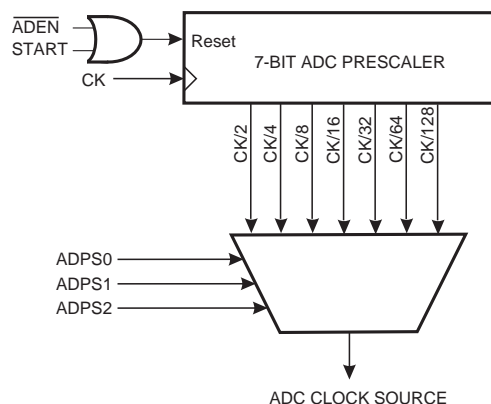 ADEN
START
Reset
7-BIT ADC PRESCALER
CK
CK/2
CK/4
CK/8
CK/16
CK/32
CK/64
CK/128
ADPS0
ADPS1
ADPS2
ADC CLOCK SOURCE